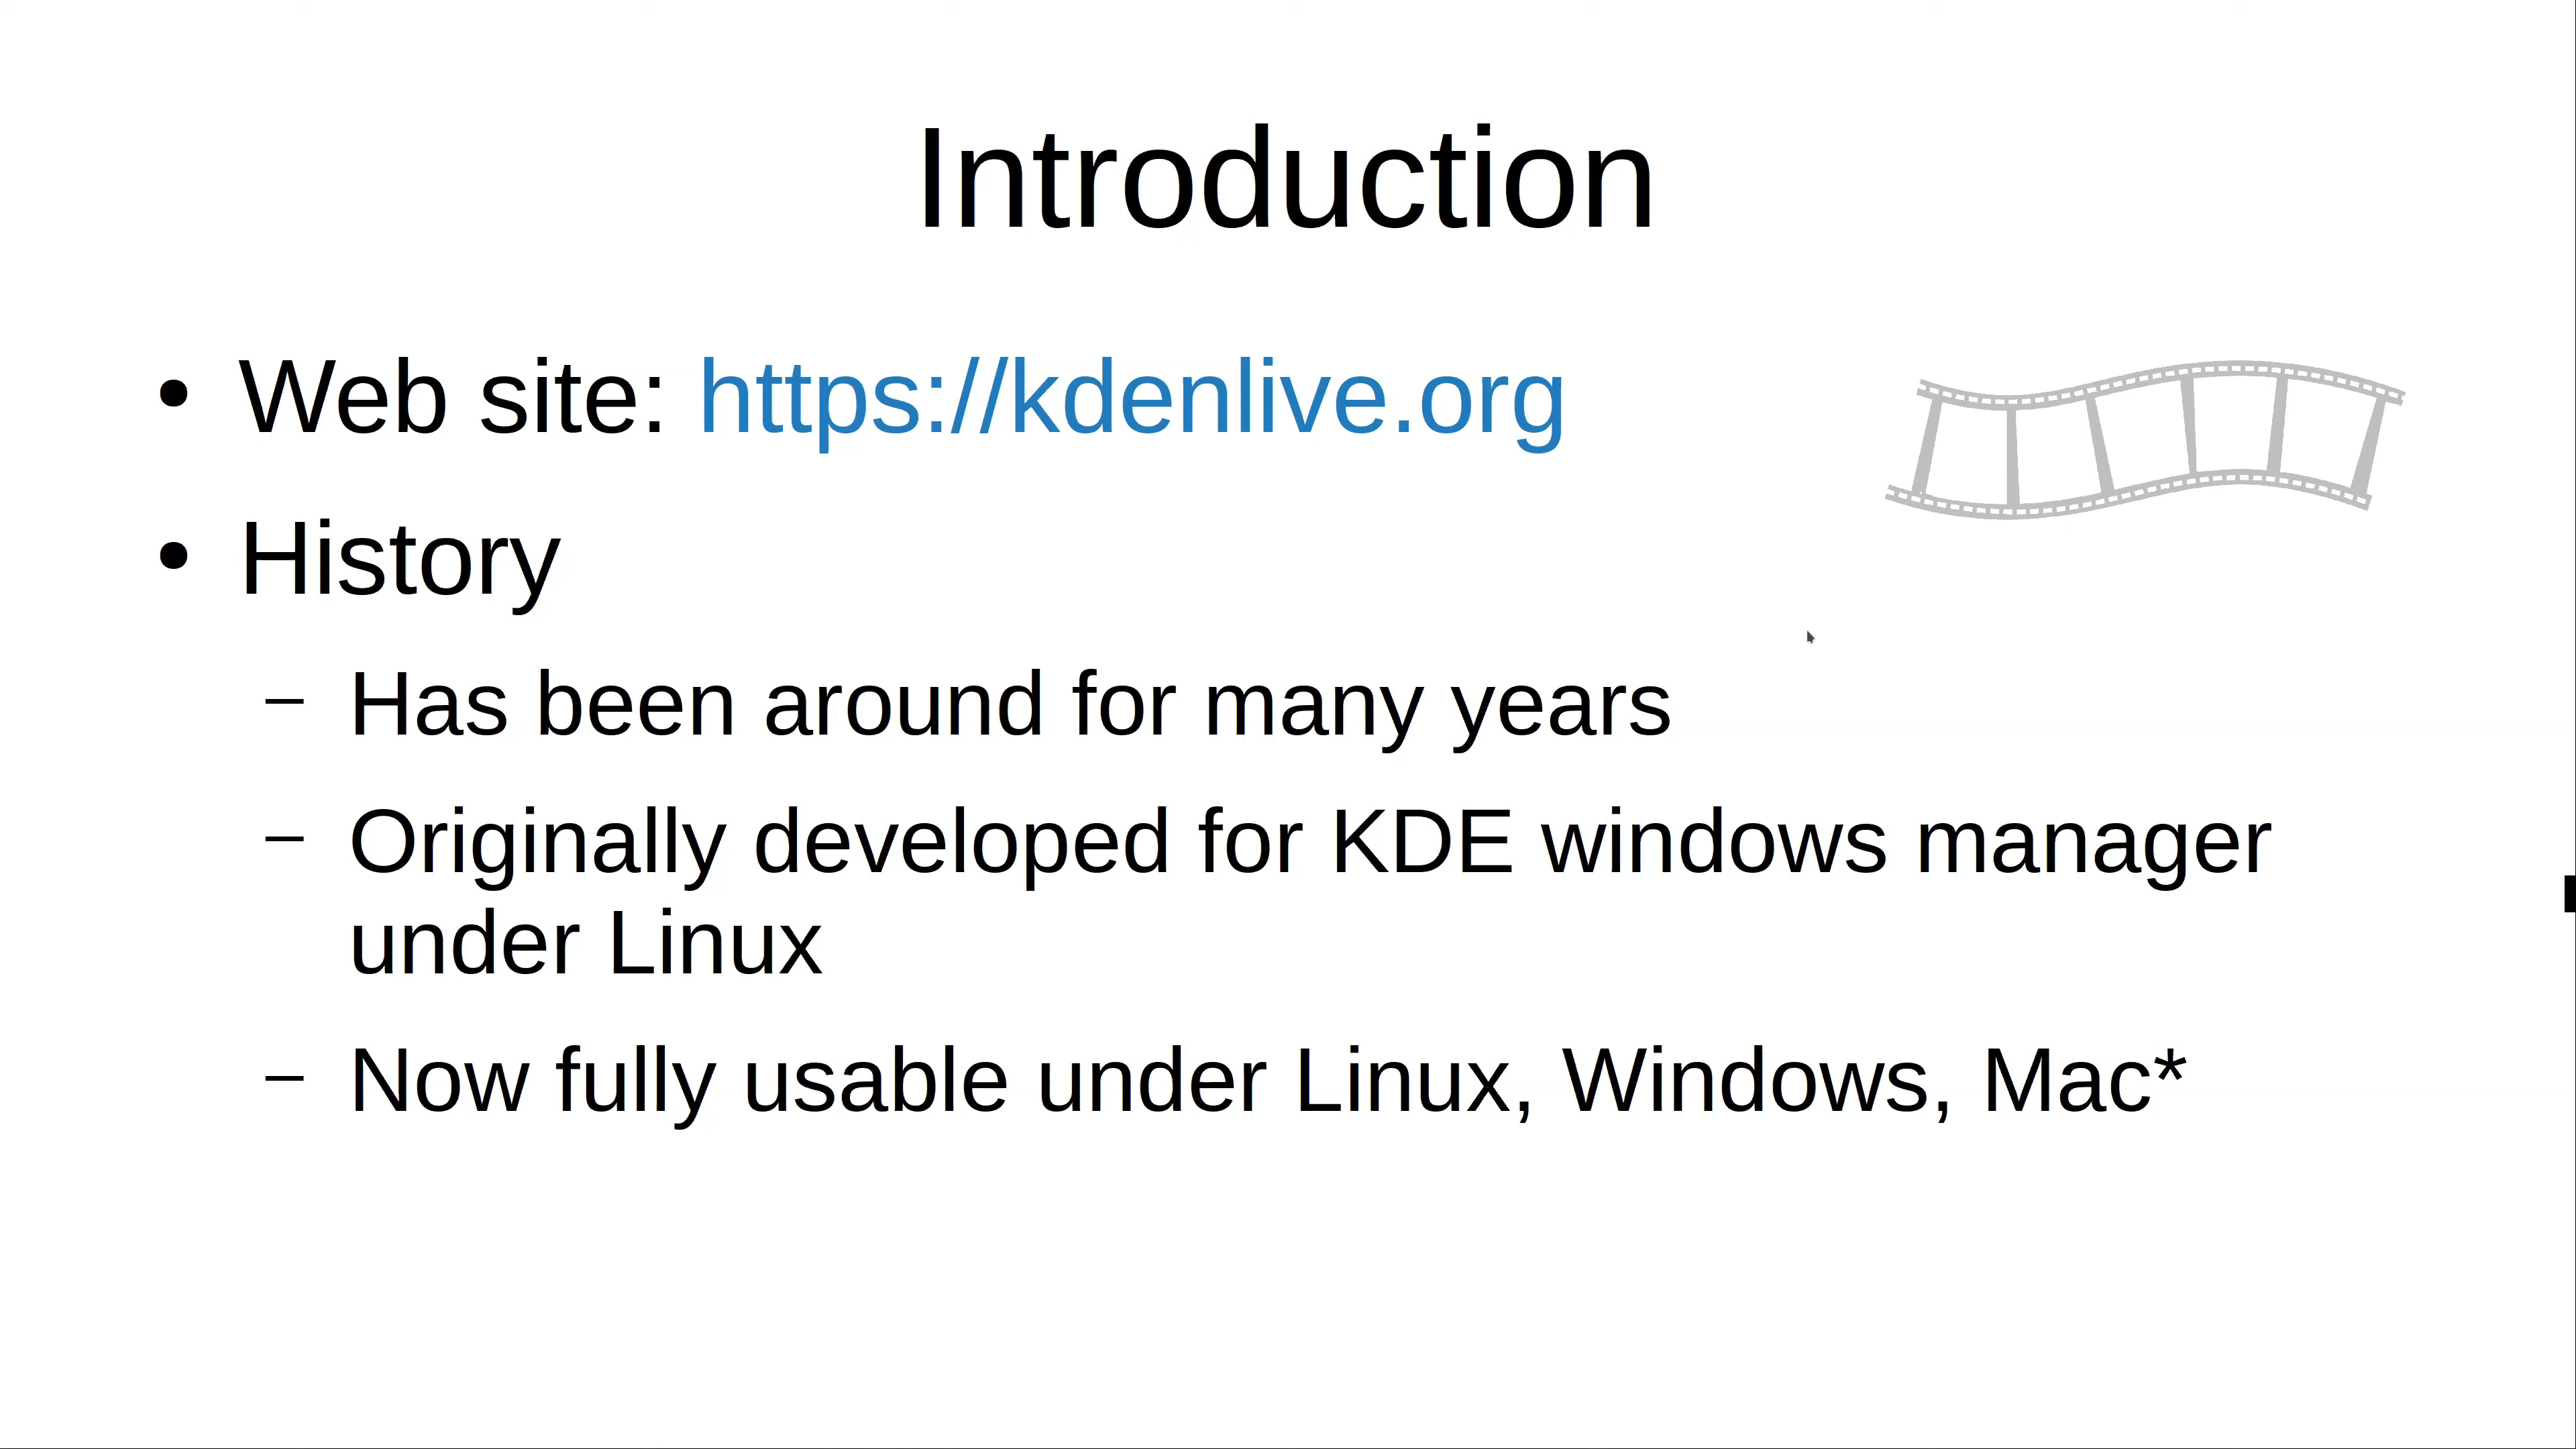 Introduction
• Web site: https://kdenlive.org
• History
– Has been around for many years
– Originally developed for KDE windows manager
under Linux
– Now fully usable under Linux, Windows, Mac*